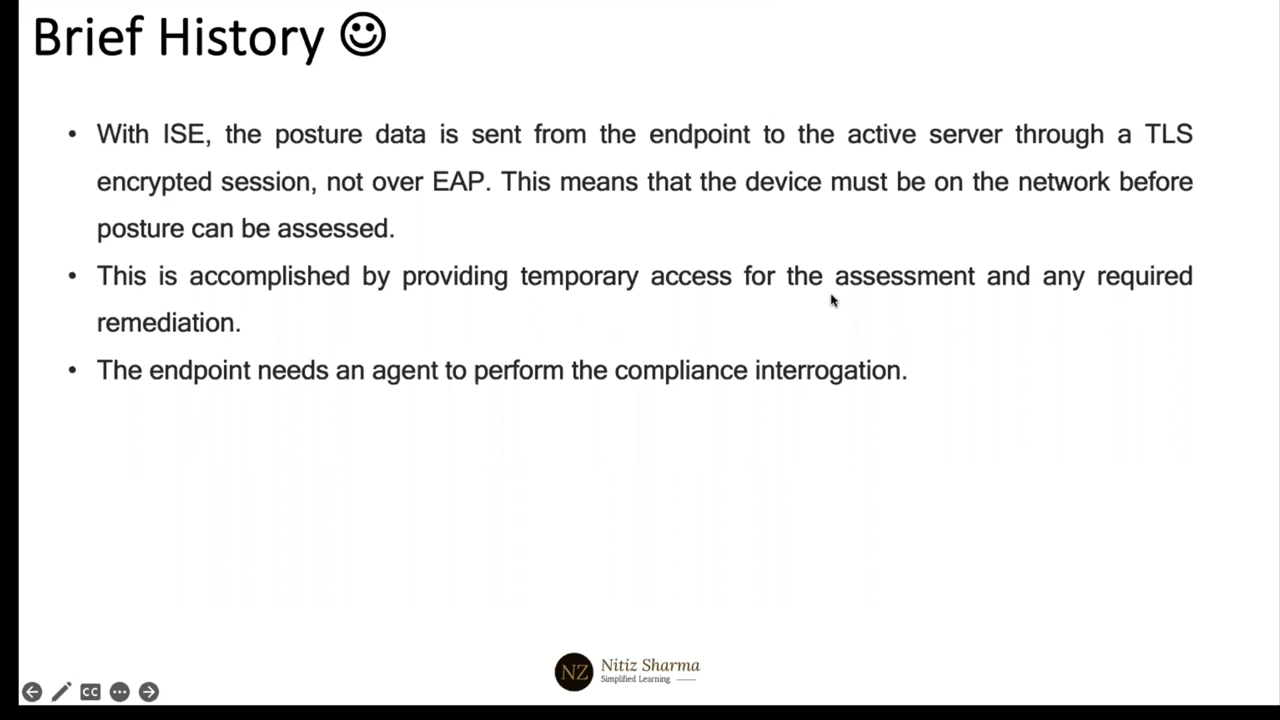 Brief History ☺
• With ISE, the posture data is sent from the endpoint to the active server through a TLS
encrypted session, not over EAP. This means that the device must be on the network before
posture can be assessed.
• This is accomplished by providing temporary access for the assessment and any required
remediation.
• The endpoint needs an agent to perform the compliance interrogation.
NZ
Nitiz Sharma
Simplified Learning
CC